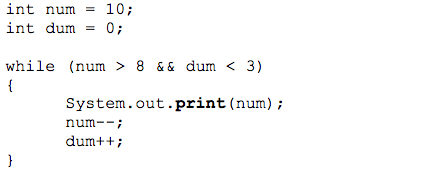 int num = 10;
int dum = 0;
while (num > 8 && dum < 3)
{
System.out.print(num);
num--;
dum++;
}